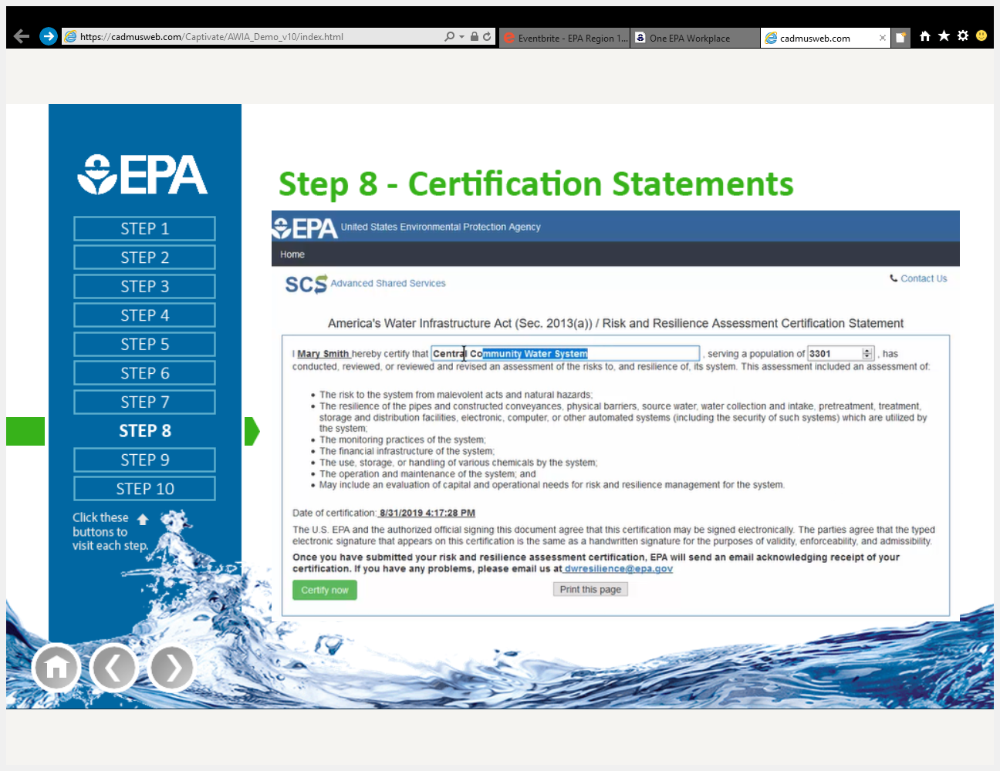 https://cadmusweb.com/Captivate/AWIA_Demo_v10/index.html
Eventbrite - EPA Region 1...
One EPA Workplace
cadmusweb.com
EPA
STEP 1
STEP 2
STEP 3
STEP 4
STEP 5
STEP 6
STEP 7
STEP 8
STEP 9
STEP 10
Click these
buttons to
visit each step.
Step 8 - Certification Statements
EPA United States Environmental Protection Agency
Home
SCS Advanced Shared Services
Contact Us
America's Water Infrastructure Act (Sec. 2013(a)) / Risk and Resilience Assessment Certification Statement
I Mary Smith hereby certify that Central Community Water System , serving a population of 3301 , has
conducted, reviewed, or reviewed and revised an assessment of the risks to, and resilience of, its system. This assessment included an assessment of:
• The risk to the system from malevolent acts and natural hazards;
• The resilience of the pipes and constructed conveyances, physical barriers, source water, water collection and intake, pretreatment, treatment,
storage and distribution facilities, electronic, computer, or other automated systems (including the security of such systems) which are utilized by
the system;
• The monitoring practices of the system;
• The financial infrastructure of the system;
• The use, storage, or handling of various chemicals by the system;
• The operation and maintenance of the system; and
• May include an evaluation of capital and operational needs for risk and resilience management for the system.
Date of certification: 8/31/2019 4:17:28 PM
The U.S. EPA and the authorized official signing this document agree that this certification may be signed electronically. The parties agree that the typed
electronic signature that appears on this certification is the same as a handwritten signature for the purposes of validity, enforceability, and admissibility.
Once you have submitted your risk and resilience assessment certification, EPA will send an email acknowledging receipt of your
certification. If you have any problems, please email us at dwresilience@epa.gov
Certify now
Print this page